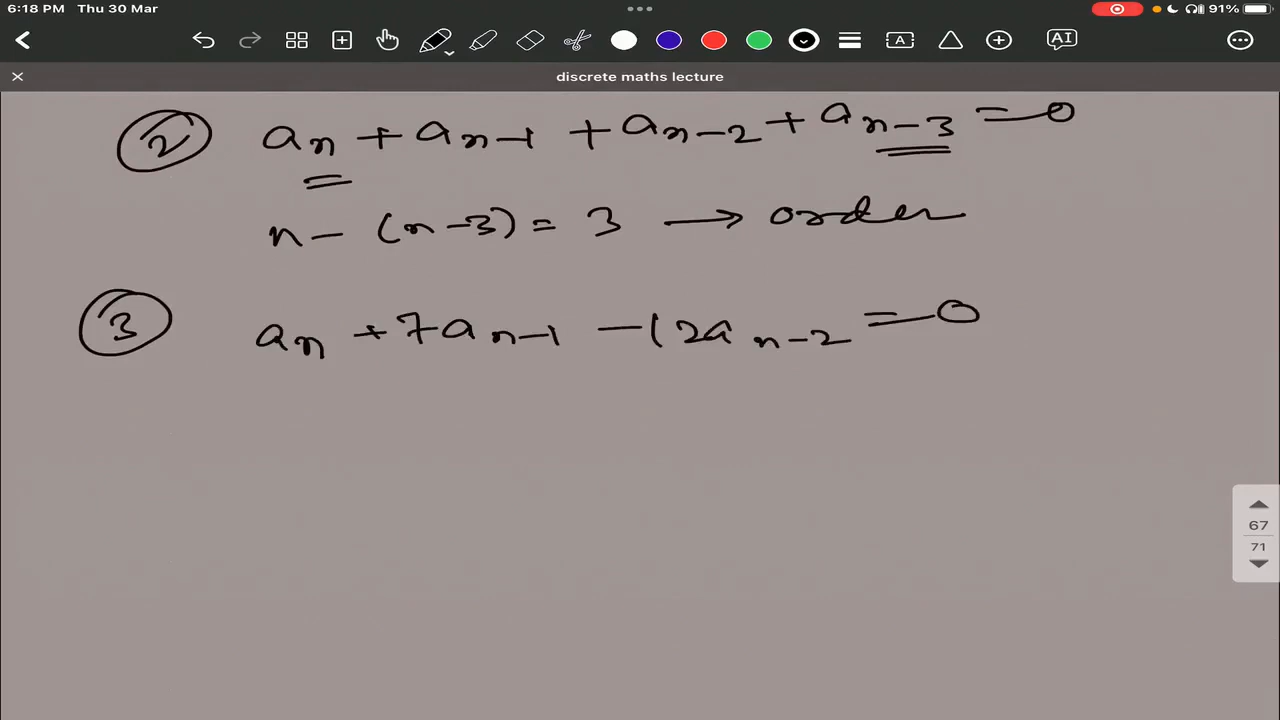 6:18 PM Thu 30 Mar
91%
A
AI
discrete maths lecture
② aₙ + aₙ₋₁ + aₙ₋₂ + aₙ₋₃ = 0
n - (n-3) = 3 → order
③ aₙ + 7aₙ₋₁ - 12aₙ₋₂ = 0
67
71